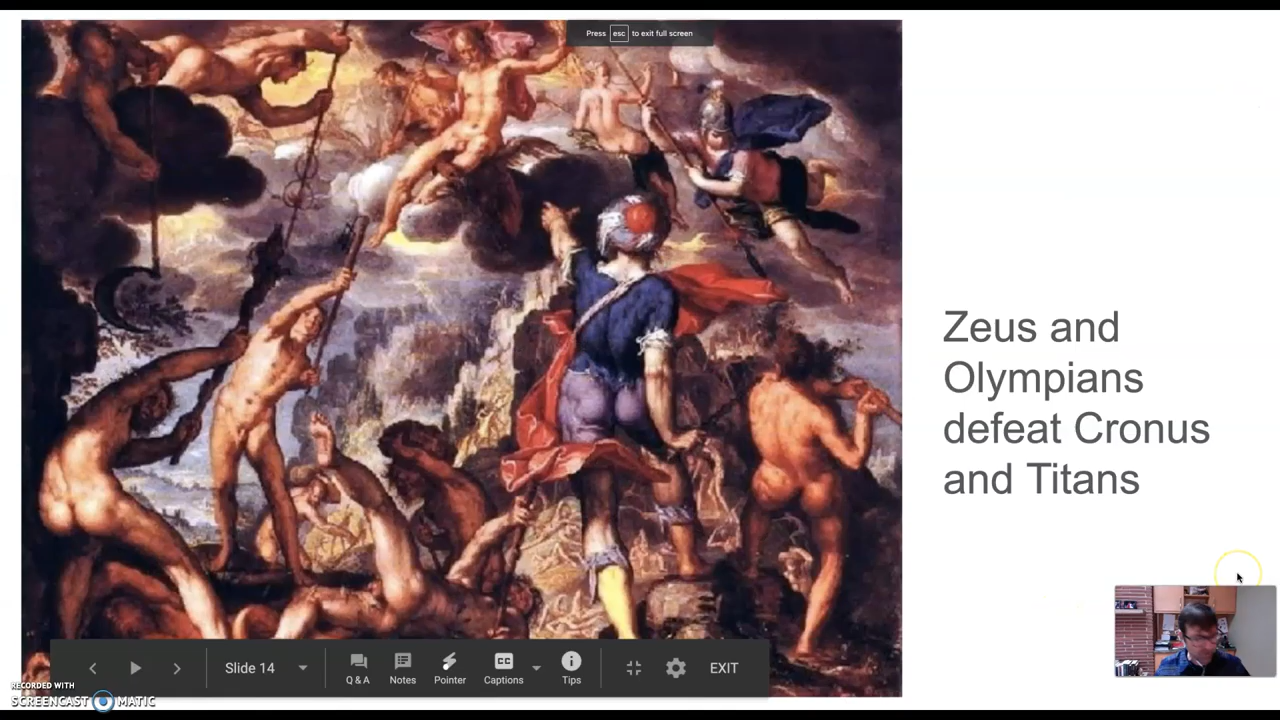 Press esc to exit full screen
Zeus and
Olympians
defeat Cronus
and Titans
Slide 14
Q & A
Notes
Pointer
CC
Captions
Tips
EXIT
RECORDED WITH
SCREENCAST MATIC